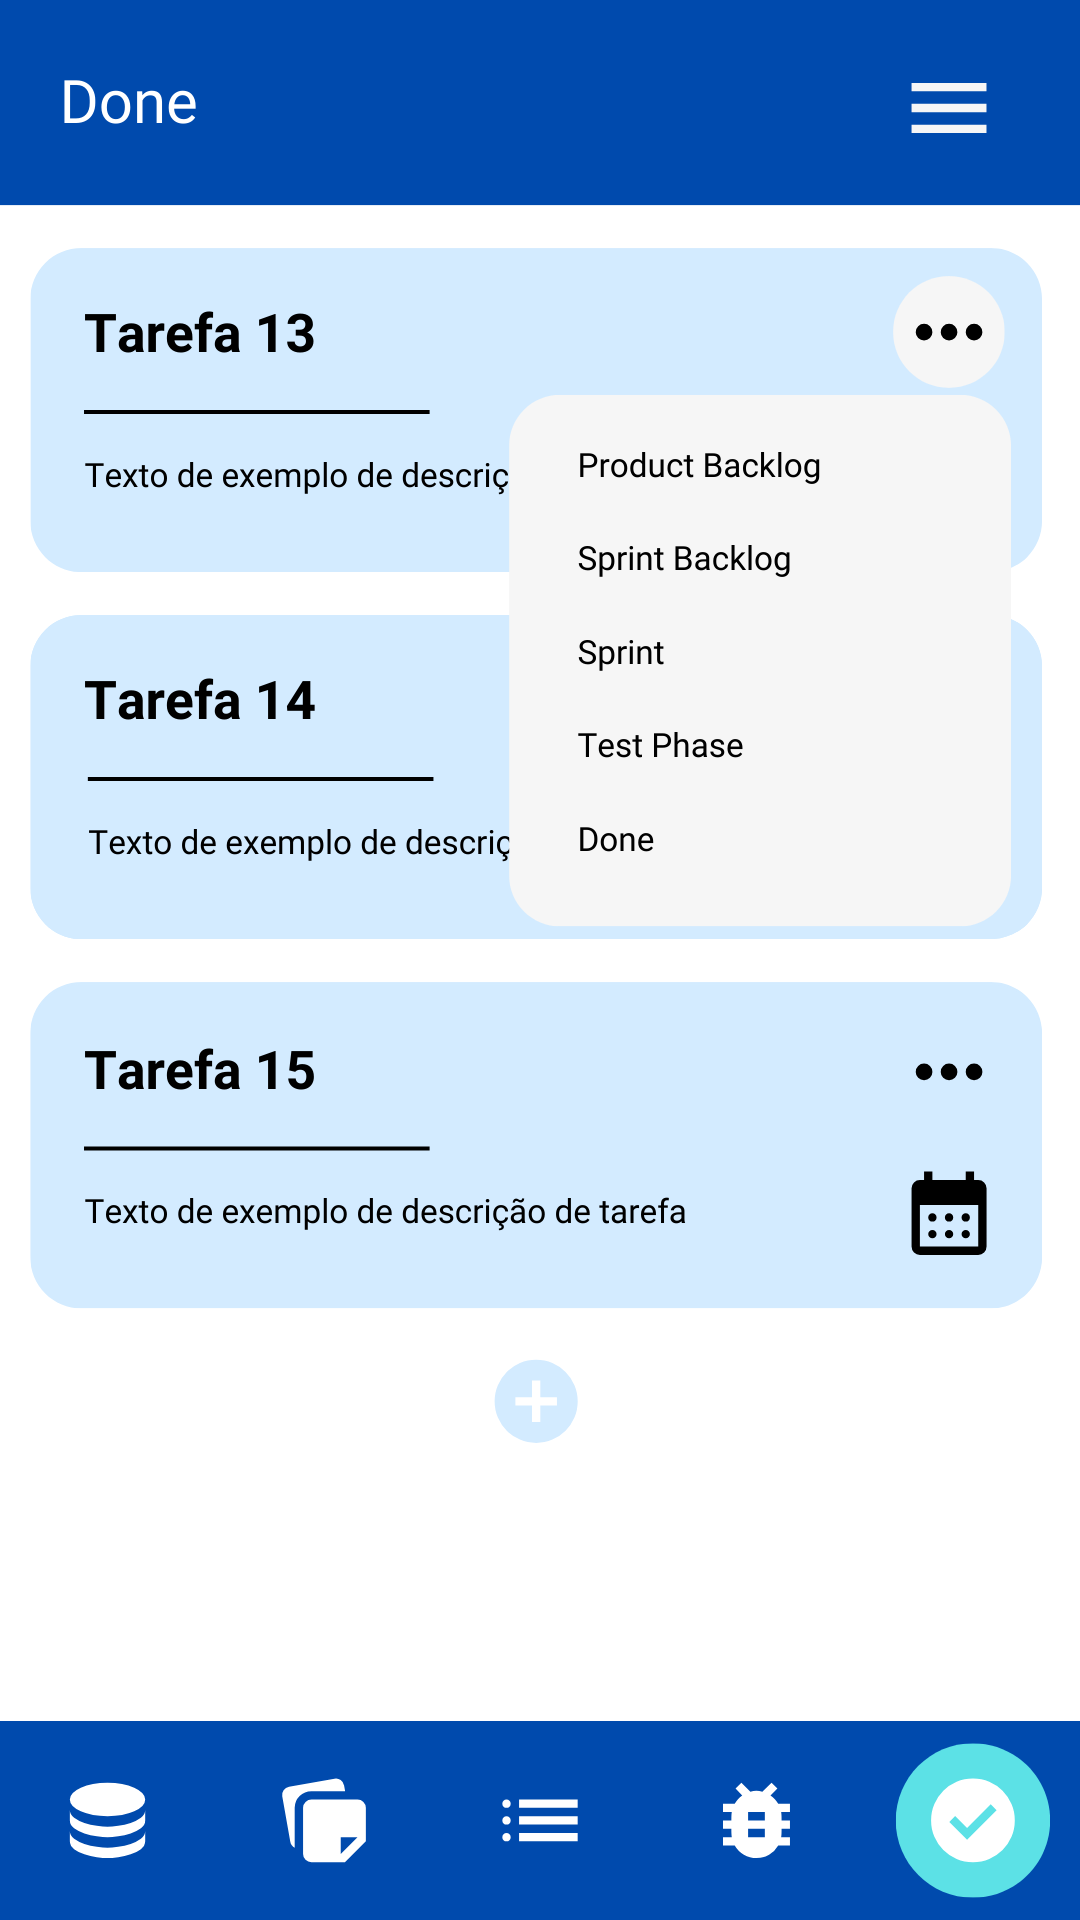 Done
Tarefa 13
Texto de exemplo de descriç
Product Backlog
Sprint Backlog
Sprint
Test Phase
Done
Tarefa 14
Texto de exemplo de descriç
Tarefa 15
Texto de exemplo de descrição de tarefa